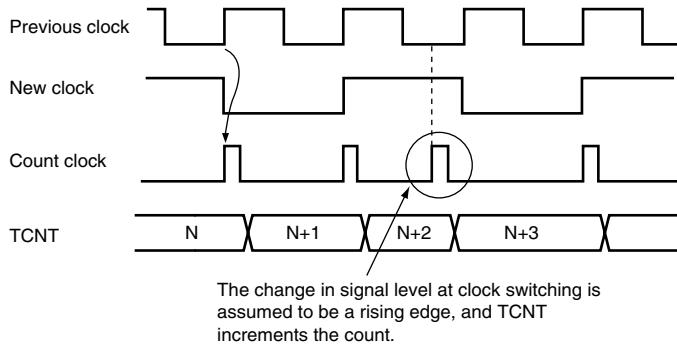 Previous clock
New clock
Count clock
TCNT
N
N+1
N+2
N+3
The change in signal level at clock switching is
assumed to be a rising edge, and TCNT
increments the count.